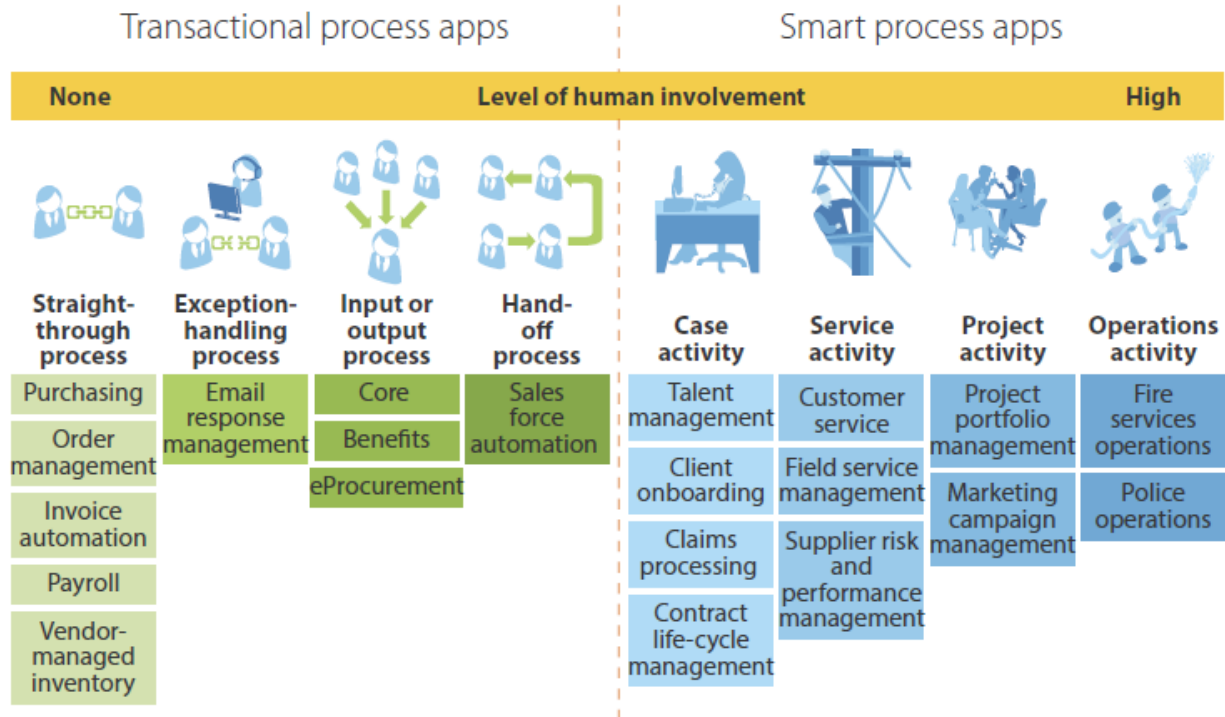 Transactional process apps
Smart process apps
None
Level of human involvement
High
Straight-
through
process
Exception-
handling
process
Input or
output
process
Hand-
off
process
Case
activity
Service
activity
Project
activity
Operations
activity
Purchasing
Order
management
Invoice
automation
Payroll
Vendor-
managed
inventory
Email
response
management
Core
Benefits
eProcurement
Sales
force
automation
Talent
management
Client
onboarding
Claims
processing
Contract
life-cycle
management
Customer
service
Field service
management
Supplier risk
and
performance
management
Project
portfolio
management
Marketing
campaign
management
Fire
services
operations
Police
operations